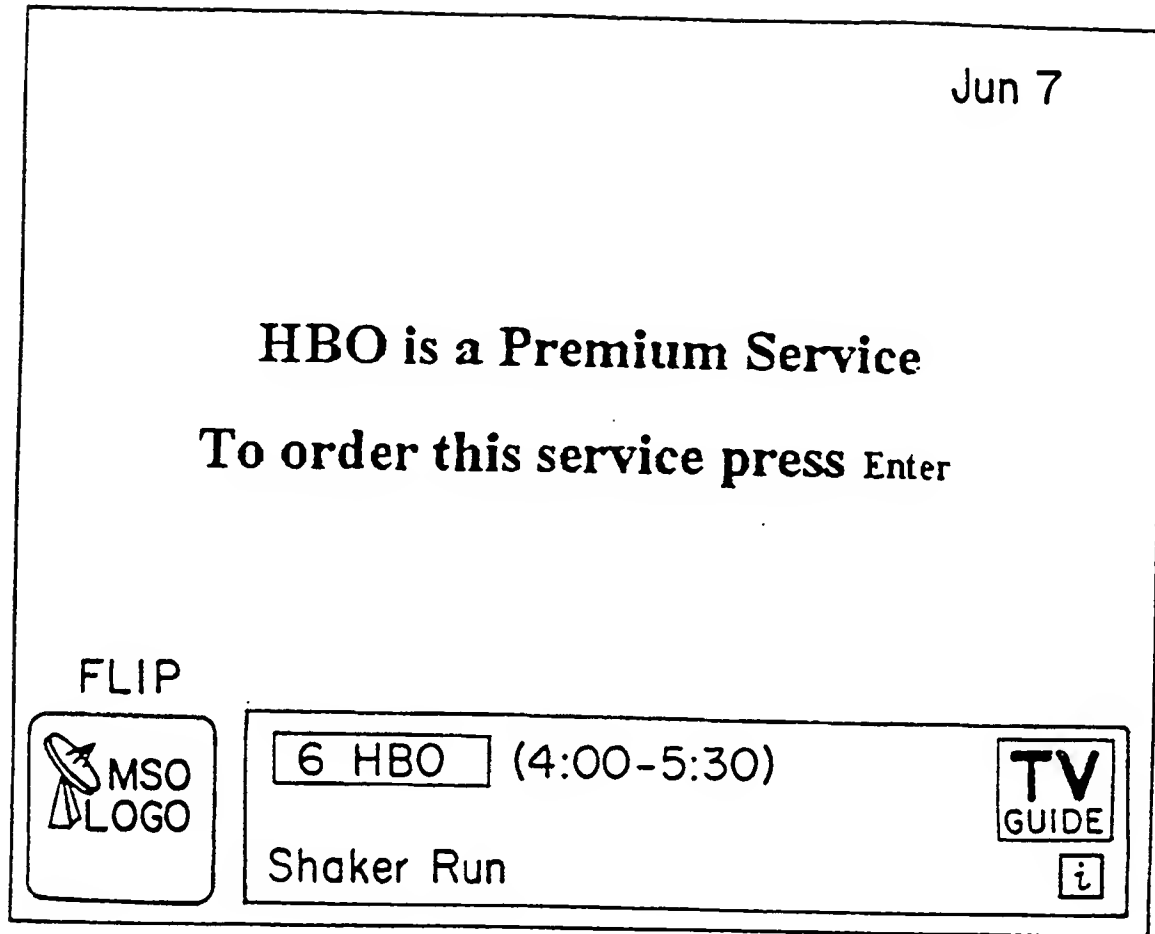 Jun 7
HBO is a Premium Service
To order this service press Enter
FLIP
MSO
LOGO
6 HBO (4:00-5:30)
Shaker Run
TV
GUIDE
i